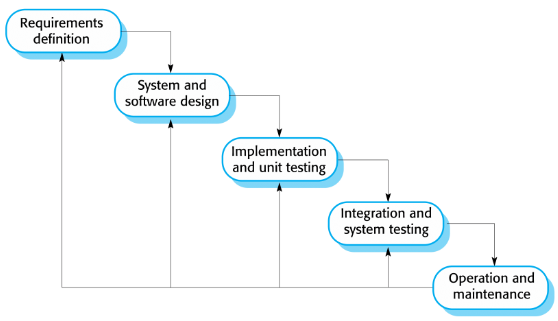 Requirements
definition
System and
software design
Implementation
and unit testing
Integration and
system testing
Operation and
maintenance